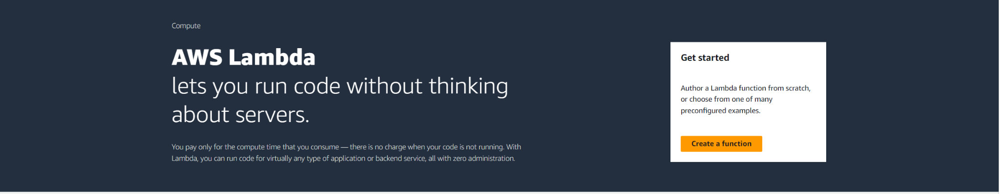 Compute
AWS Lambda
lets you run code without thinking
about servers.
You pay only for the compute time that you consume — there is no charge when your code is not running. With
Lambda, you can run code for virtually any type of application or backend service, all with zero administration.
Get started
Author a Lambda function from scratch,
or choose from one of many
preconfigured examples.
Create a function